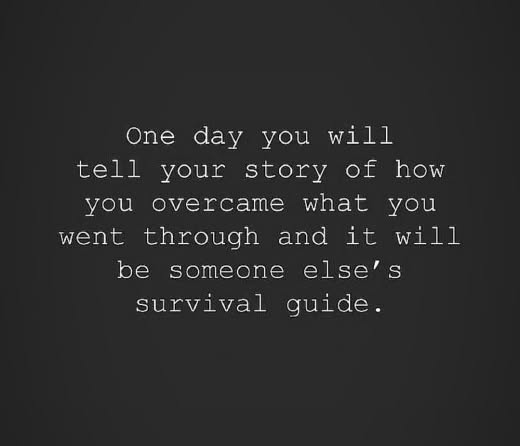 One day you will
tell your story of how
you overcame what you
went through and it will
be someone else’s
survival guide.